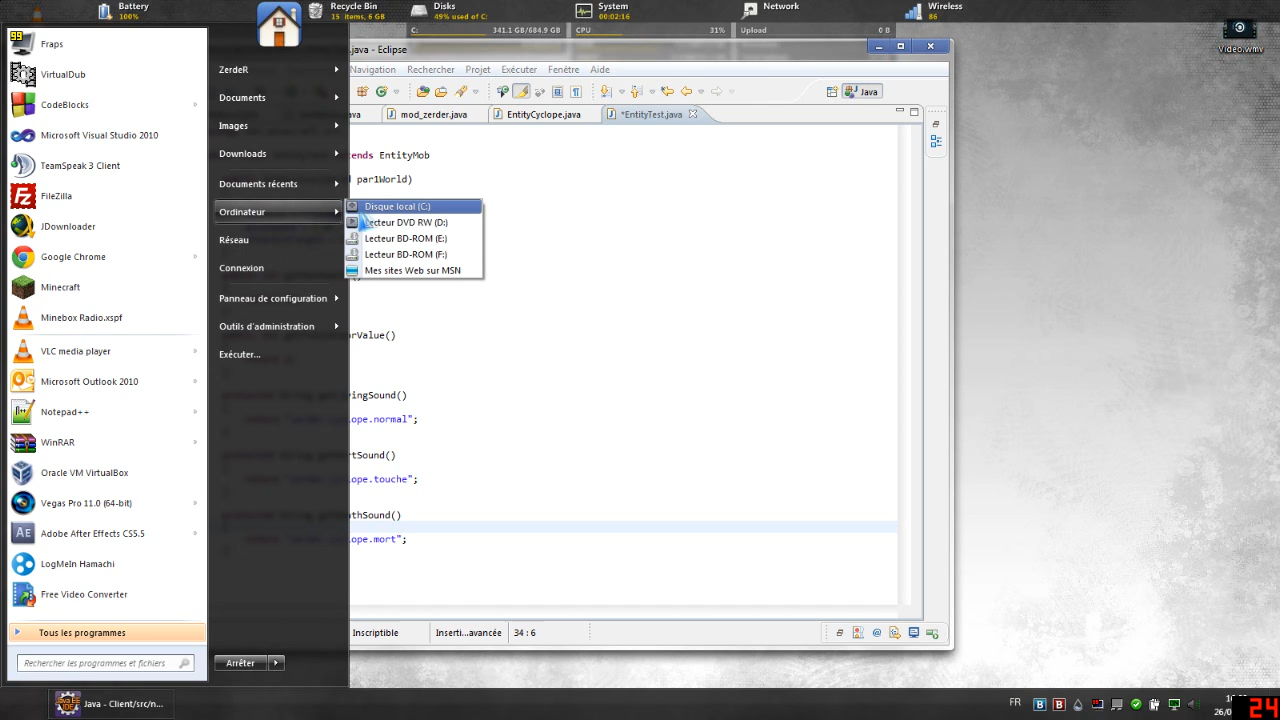 Battery
100%
Recycle Bin
15 items, 6 GB
Disks
49% used of C:
System
00:02:16
Network
Wireless
86
C:
341.1 GB/684.9 GB
CPU
31%
Upload
0 B
Video.wmv
.java - Eclipse
Navigation
Rechercher
Projet
Exécuter
Fenêtre
Aide
Java
ava
mod_zerder.java
EntityCyclope.java
*EntityTest.java
99
Fraps
VirtualDub
CodeBlocks
Microsoft Visual Studio 2010
TeamSpeak 3 Client
FileZilla
JDownloader
Google Chrome
Minecraft
Minebox Radio.xspf
VLC media player
Microsoft Outlook 2010
Notepad++
WinRAR
Oracle VM VirtualBox
Vegas Pro 11.0 (64-bit)
Adobe After Effects CS5.5
LogMeIn Hamachi
Free Video Converter
Tous les programmes
Rechercher les programmes et fichiers
ZerdeR
Documents
Images
Downloads
Documents récents
Ordinateur
Réseau
Connexion
Panneau de configuration
Outils d'administration
Exécuter...
Arrêter
Disque local (C:)
Lecteur DVD RW (D:)
Lecteur BD-ROM (E:)
Lecteur BD-ROM (F:)
Mes sites Web sur MSN
ends EntityMob
par1World)
rValue()
ingSound()
ope.normal";
tSound()
ope.touche";
thSound()
ope.mort";
Inscriptible
Inserti...avancée
34 : 6
Java - Client/src/n...
FR
24